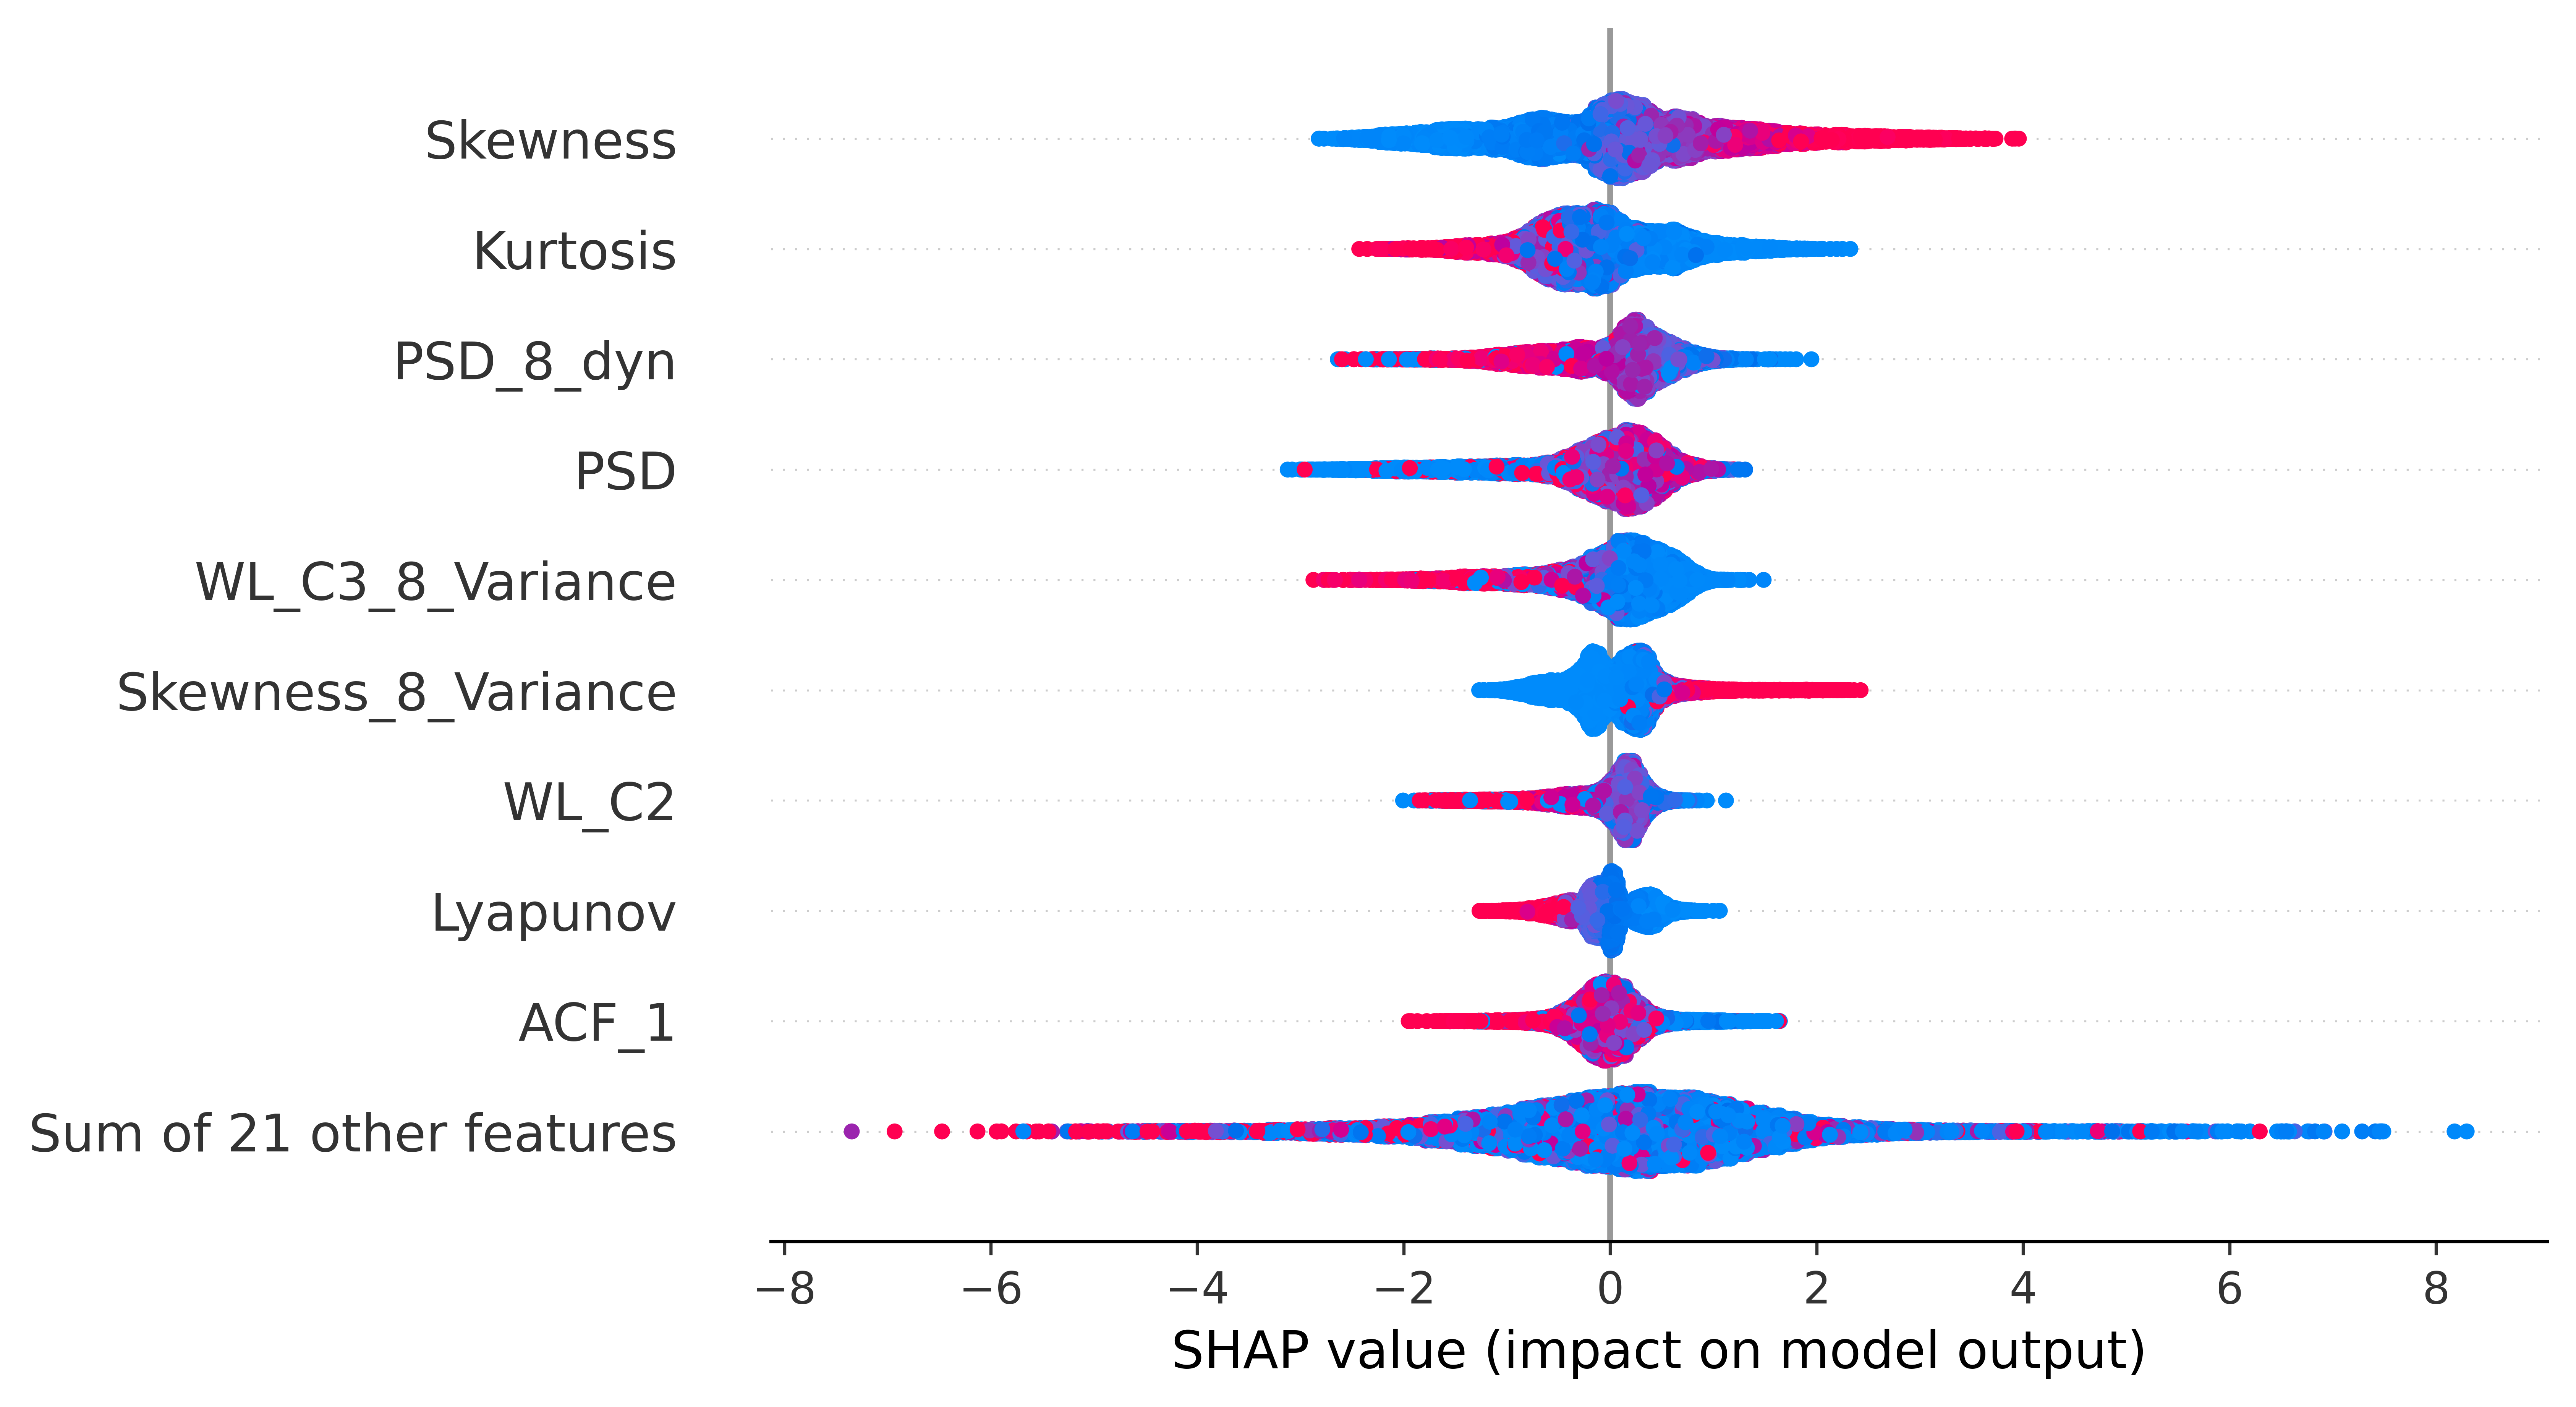 Skewness
Kurtosis
PSD_8_dyn
PSD
WL_C3_8_Variance
Skewness_8_Variance
WL_C2
Lyapunov
ACF_1
Sum of 21 other features
−8 −6 −4 −2 0 2 4 6 8
SHAP value (impact on model output)